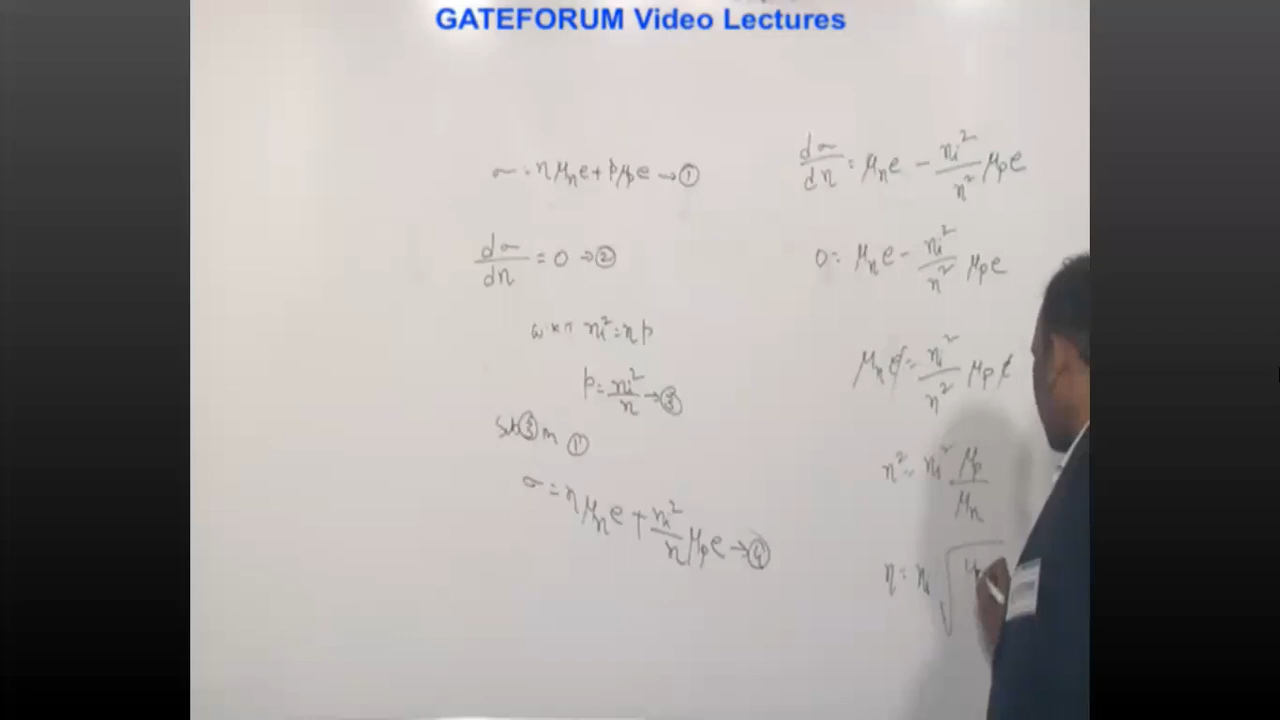 GATEFORUM Video Lectures
σ = nμₙe + pμₚe → ①
dσ/dn = 0 → ②
w.k.T nᵢ² = np
p = nᵢ²/n → ③
Sub ③ in ①
σ = nμₙe + nᵢ²/n μₚe → ④
dσ/dn = μₙe - nᵢ²/n² μₚe
0 = μₙe - nᵢ²/n² μₚe
μₙe = nᵢ²/n² μₚe
n² = nᵢ² μₚ/μₙ
n = nᵢ √μ